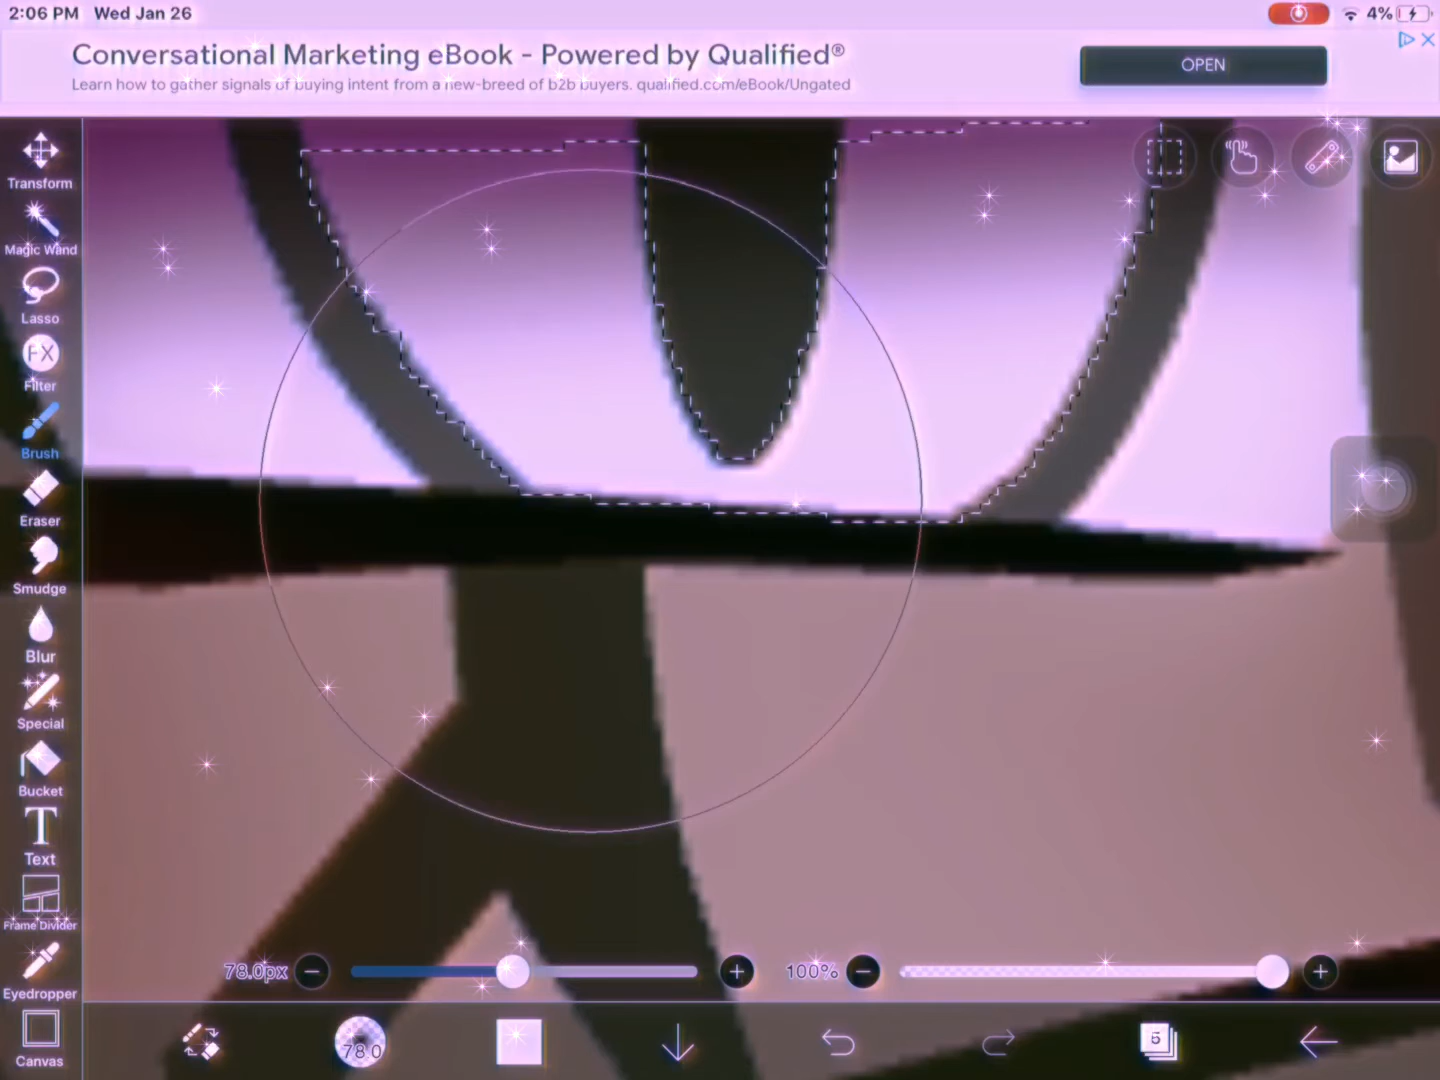 2:06 PM Wed Jan 26
4%
Conversational Marketing eBook - Powered by Qualified®
Learn how to gather signals of buying intent from a new-breed of b2b buyers. qualified.com/eBook/Ungated
OPEN
Transform
Magic Wand
Lasso
FX
Filter
Brush
Eraser
Smudge
Blur
Special
Bucket
T
Text
Frame Divider
Eyedropper
Canvas
78.0px
100%
78.0
5